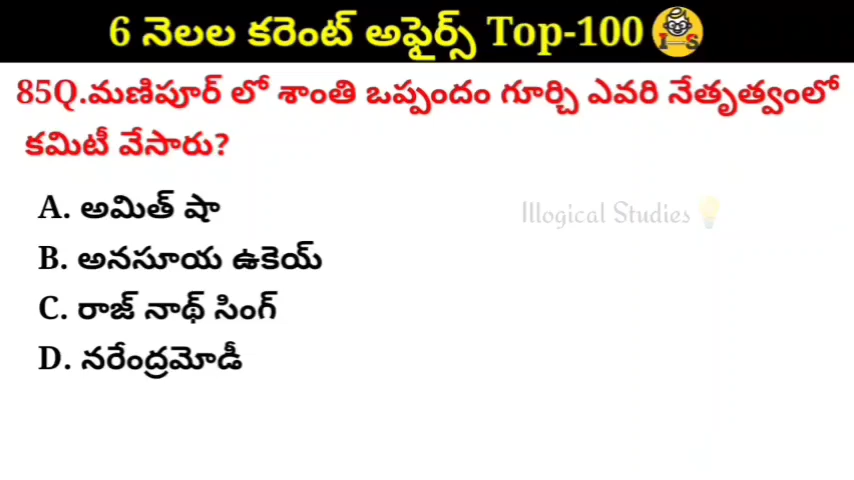 6 నెలల కరెంట్ అఫైర్స్ Top-100
I S
85Q.మణిపూర్ లో శాంతి ఒప్పందం గూర్చి ఎవరి నేతృత్వంలో
కమిటీ వేసారు?
A. అమిత్ షా
Illogical Studies
B. అనసూయ ఉకెయ్
C. రాజ్ నాథ్ సింగ్
D. నరేంద్రమోడీ